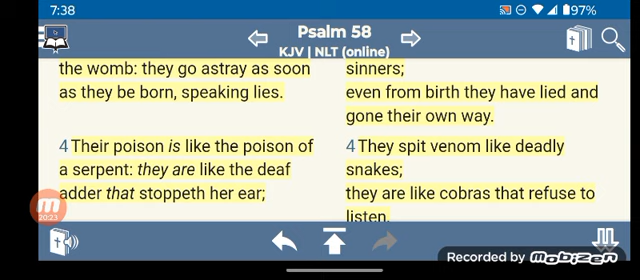 7:38
97%
Psalm 58
KJV | NLT (online)
the womb: they go astray as soon
as they be born, speaking lies.
4 Their poison is like the poison of
a serpent: they are like the deaf
adder that stoppeth her ear;
sinners;
even from birth they have lied and
gone their own way.
4 They spit venom like deadly
snakes;
they are like cobras that refuse to
listen.
20:23
Recorded by mobizen